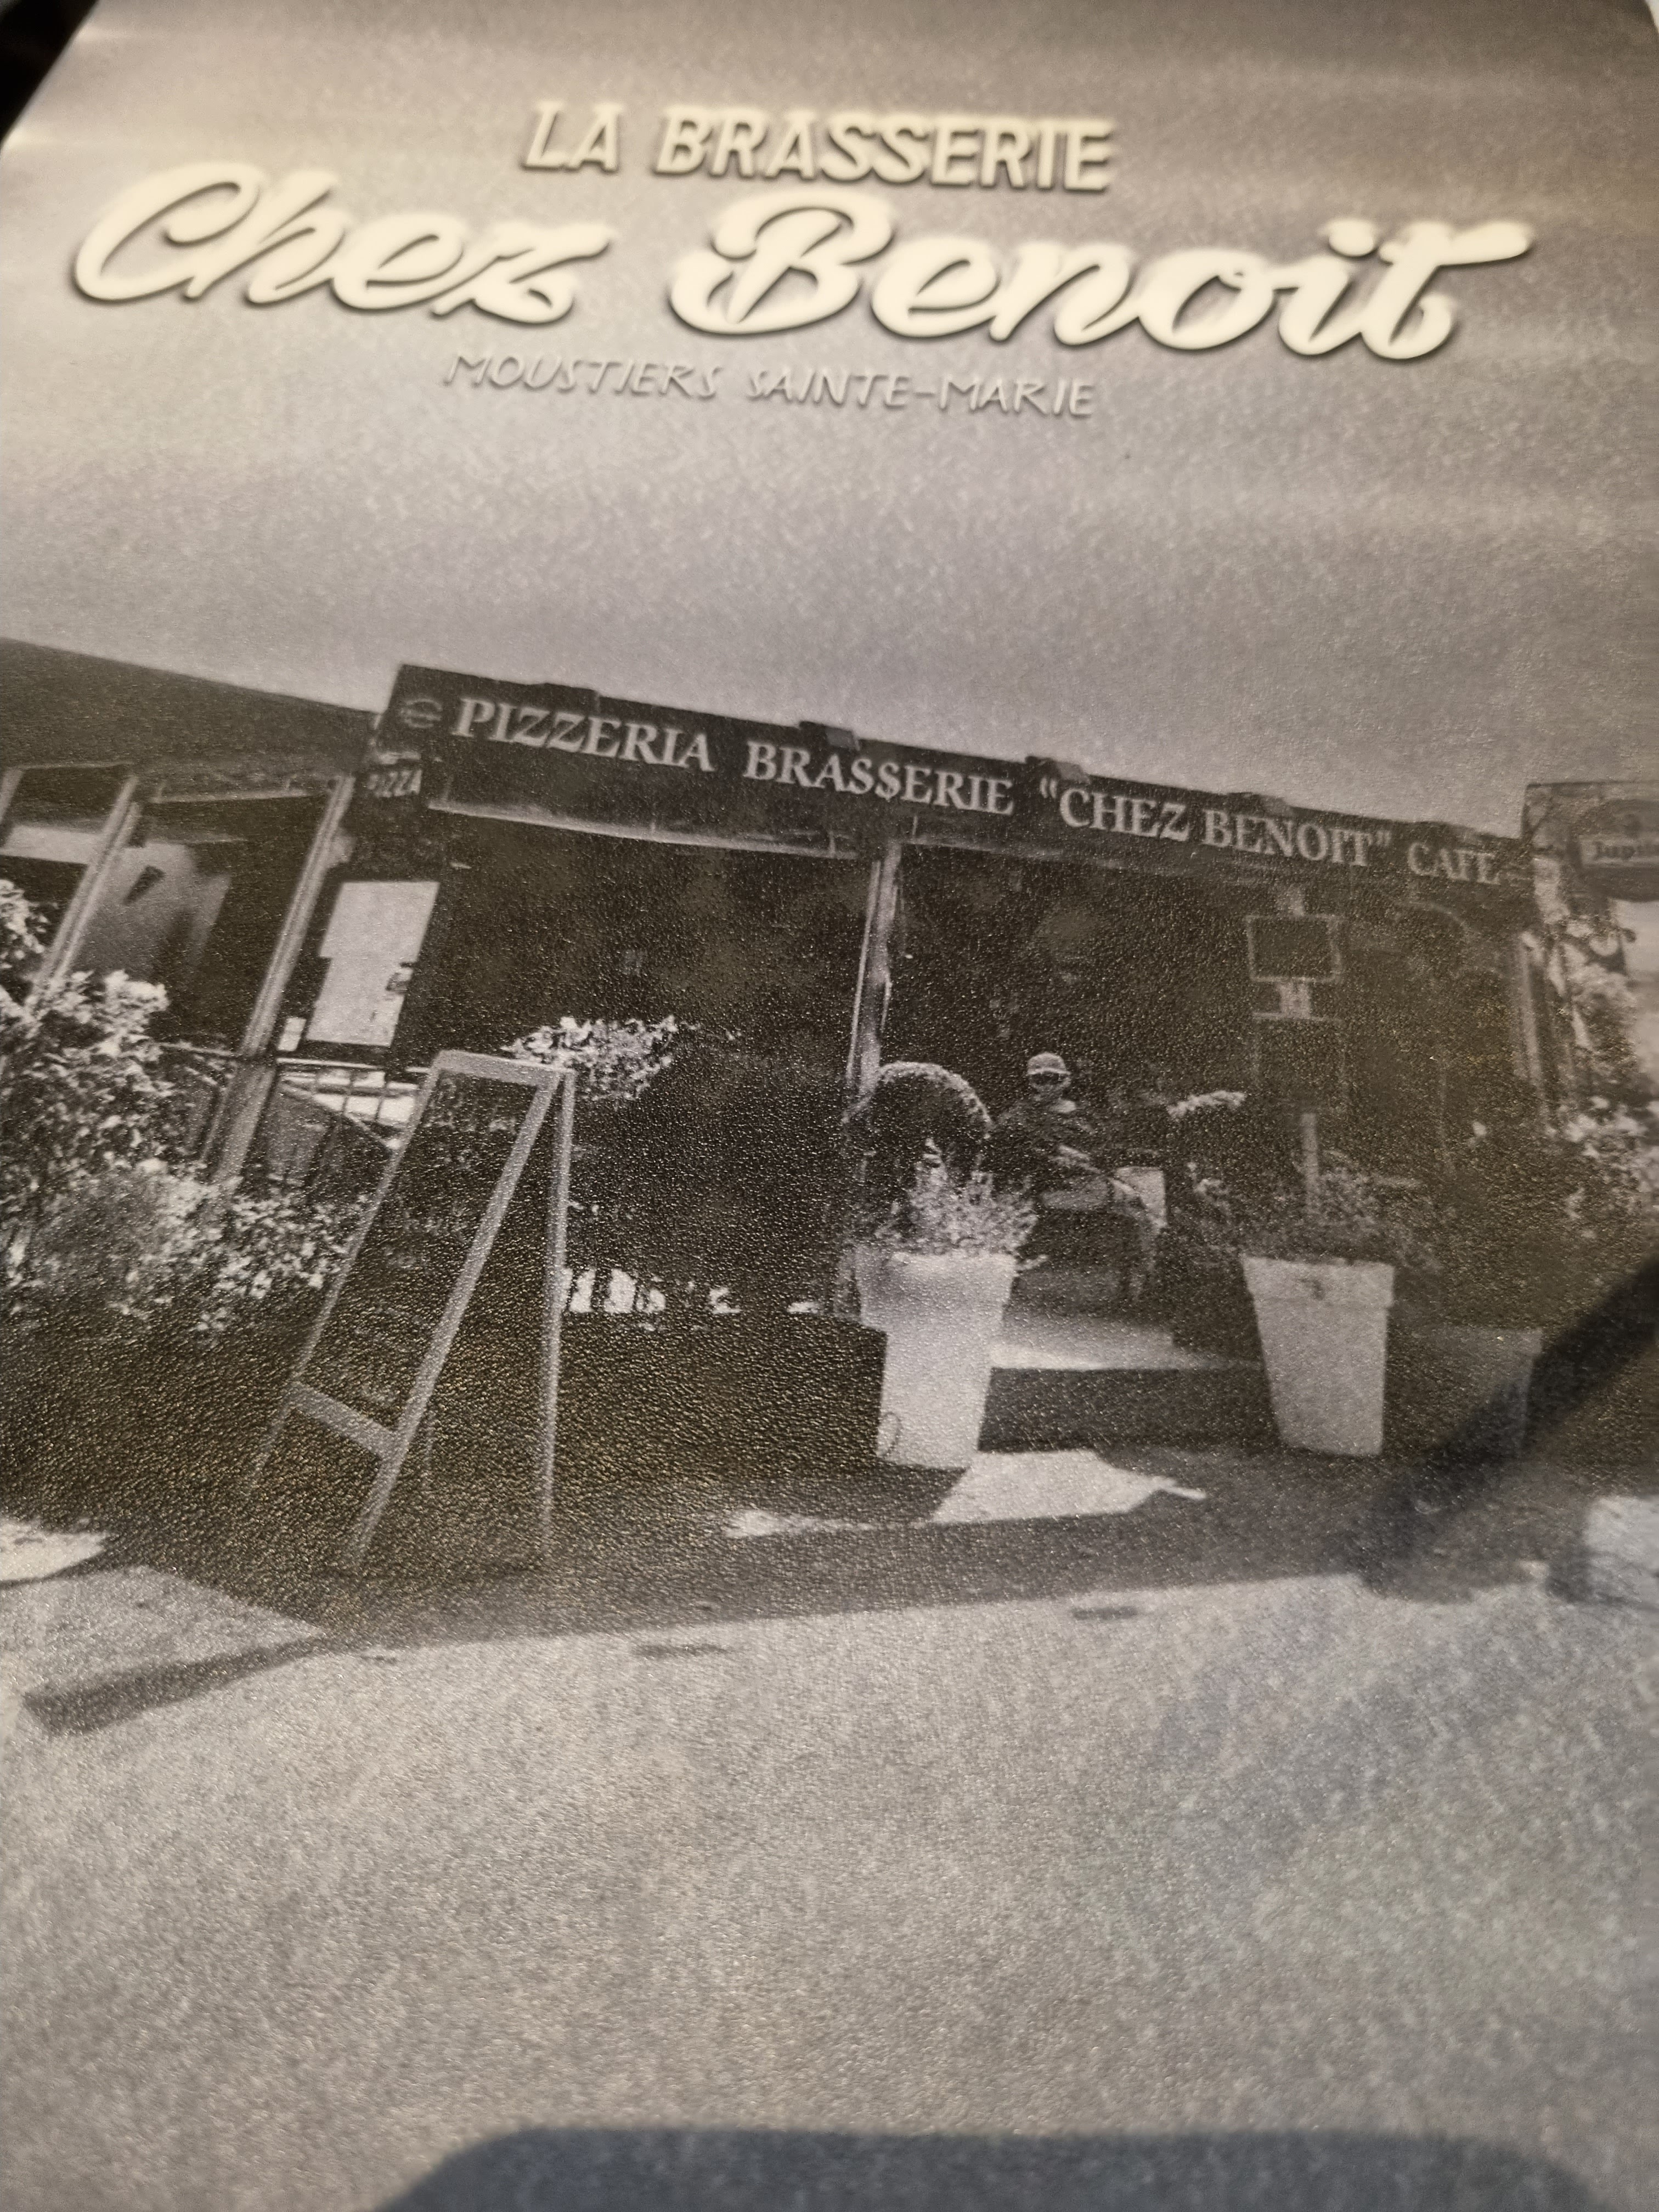 LA BRASSERIE
Chez Benoit
MOUSTIERS SAINTE-MARIE
PIZZERIA BRASSERIE "CHEZ BENOIT" CAFE
PIZZA